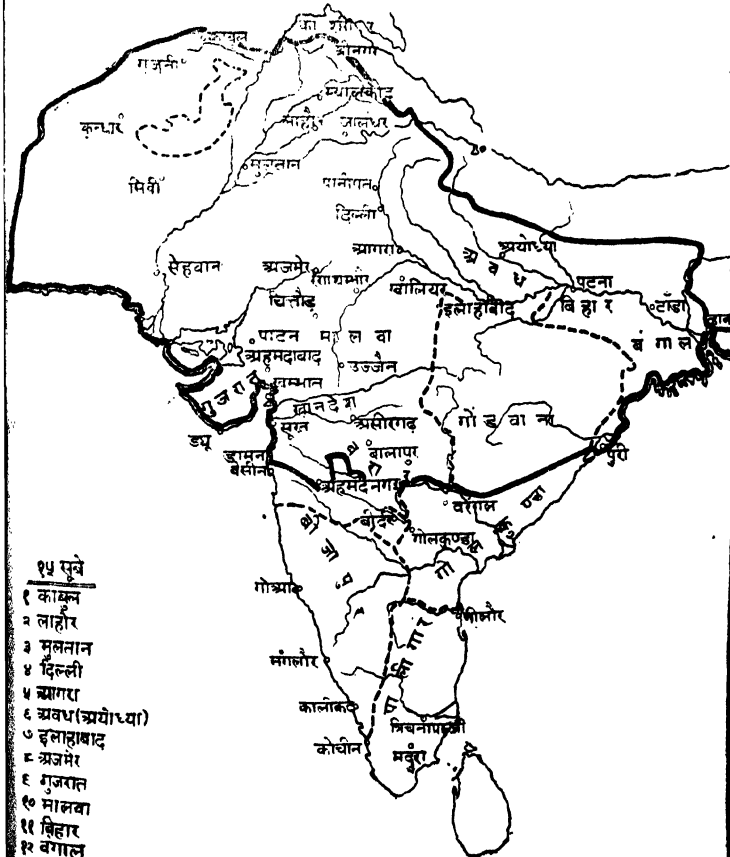 काबुल
श्रीनगर
गजनी
स्यालकोट
कन्धार
लाहौर जालंधर
मुलतान
सिवी
पानीपत
दिल्ली
आगरा
अयोध्या
अवध
सेहवान
अजमेर
रणथम्भौर
ग्वालियर
पटना
चित्तौड़
इलाहाबाद
बिहार
टाँडा
पाटन
मालवा
बंगाल
अहमदाबाद
उज्जैन
खम्भात
गुजरात
खानदेश
सूरत
असीरगढ़
गोंडवाना
ड्यू
बालापुर
डामन
बेसीन
पुरी
अहमदनगर
बरार
वरंगल
बीदर
गोलकुण्डा
गोलकुण्डा
बीजापुर
गोआ
पालीगार
मंगलौर
कालीकट
त्रिचनापल्ली
कोचीन
मदुरा
१५ सूबे
१ काबुल
२ लाहौर
३ मुलतान
४ दिल्ली
५ आगरा
६ अवध (अयोध्या)
७ इलाहाबाद
८ अजमेर
९ गुजरात
१० मालवा
११ बिहार
१२ बगाल